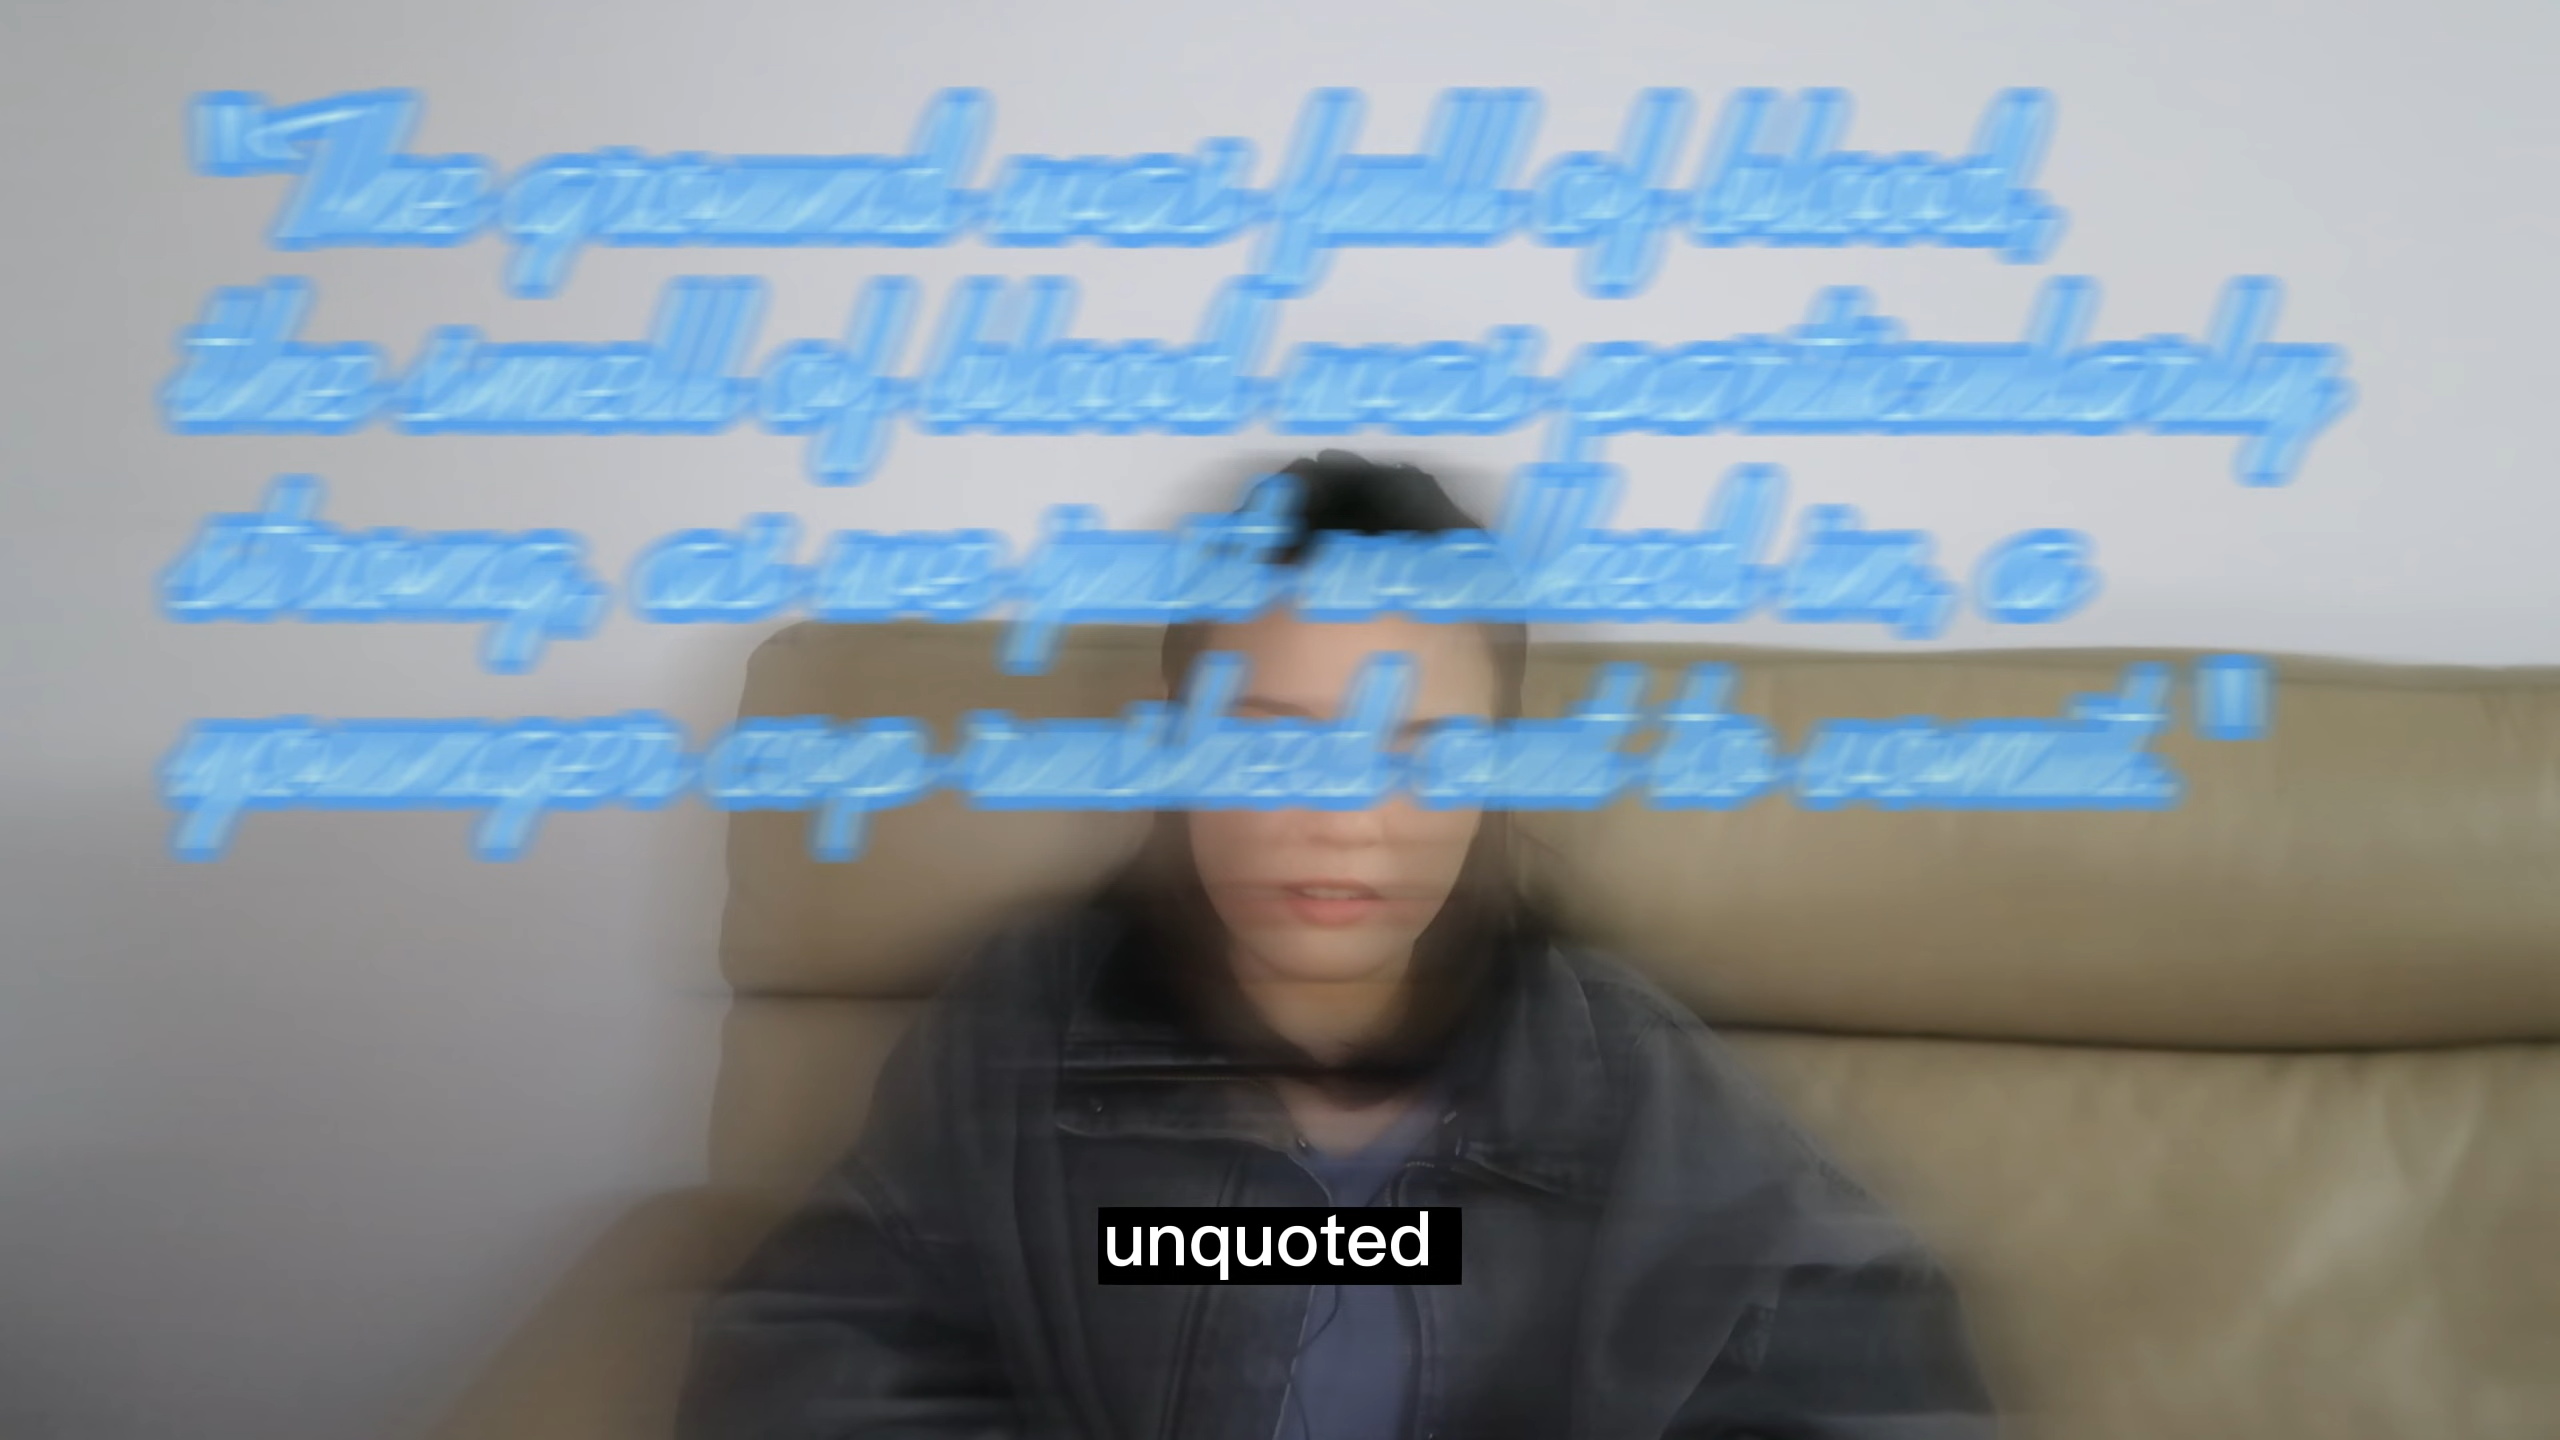 "The ground was full of blood,
the smell of blood was particularly
strong, as we just walked in, a
younger cop rushed out to vomit."
unquoted